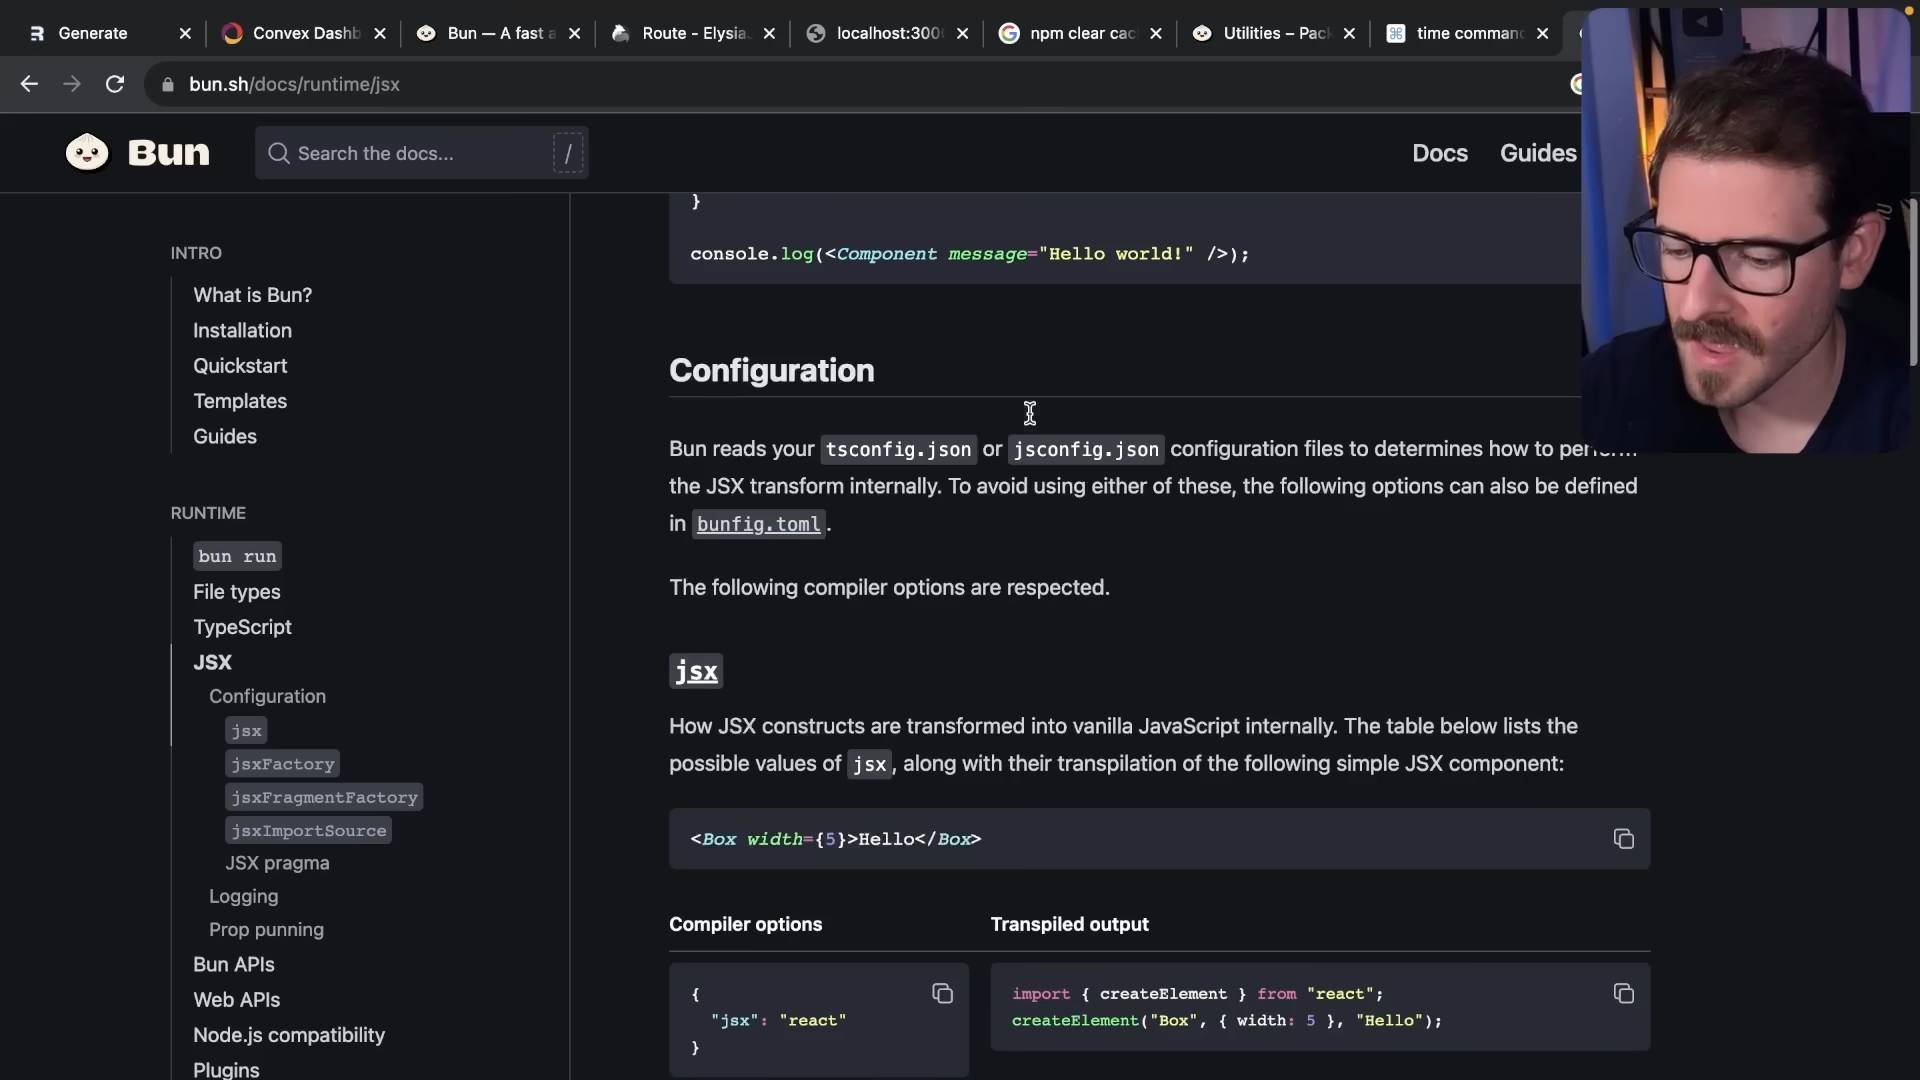 Generate
Convex Dashb
Bun — A fast a
Route - Elysia
localhost:3000
npm clear cac
Utilities – Pack
time comman
bun.sh/docs/runtime/jsx
Bun
Search the docs...
/
Docs
Guides
INTRO
What is Bun?
Installation
Quickstart
Templates
Guides
RUNTIME
bun run
File types
TypeScript
JSX
Configuration
jsx
jsxFactory
jsxFragmentFactory
jsxImportSource
JSX pragma
Logging
Prop punning
Bun APIs
Web APIs
Node.js compatibility
Plugins
}
console.log(<Component message="Hello world!" />);
Configuration
Bun reads your tsconfig.json or jsconfig.json configuration files to determines how to perform
the JSX transform internally. To avoid using either of these, the following options can also be defined
in bunfig.toml.
The following compiler options are respected.
jsx
How JSX constructs are transformed into vanilla JavaScript internally. The table below lists the
possible values of jsx, along with their transpilation of the following simple JSX component:
<Box width={5}>Hello</Box>
Compiler options
Transpiled output
{
"jsx": "react"
}
import { createElement } from "react";
createElement("Box", { width: 5 }, "Hello");